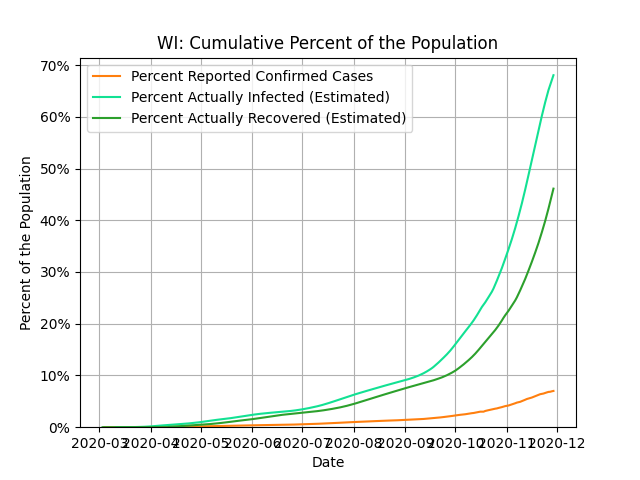 WI: Cumulative Percent of the Population
Percent Reported Confirmed Cases
Percent Actually Infected (Estimated)
Percent Actually Recovered (Estimated)
Percent of the Population
70%
60%
50%
40%
30%
20%
10%
0%
2020-03 2020-04 2020-05 2020-06 2020-07 2020-08 2020-09 2020-10 2020-11 2020-12
Date